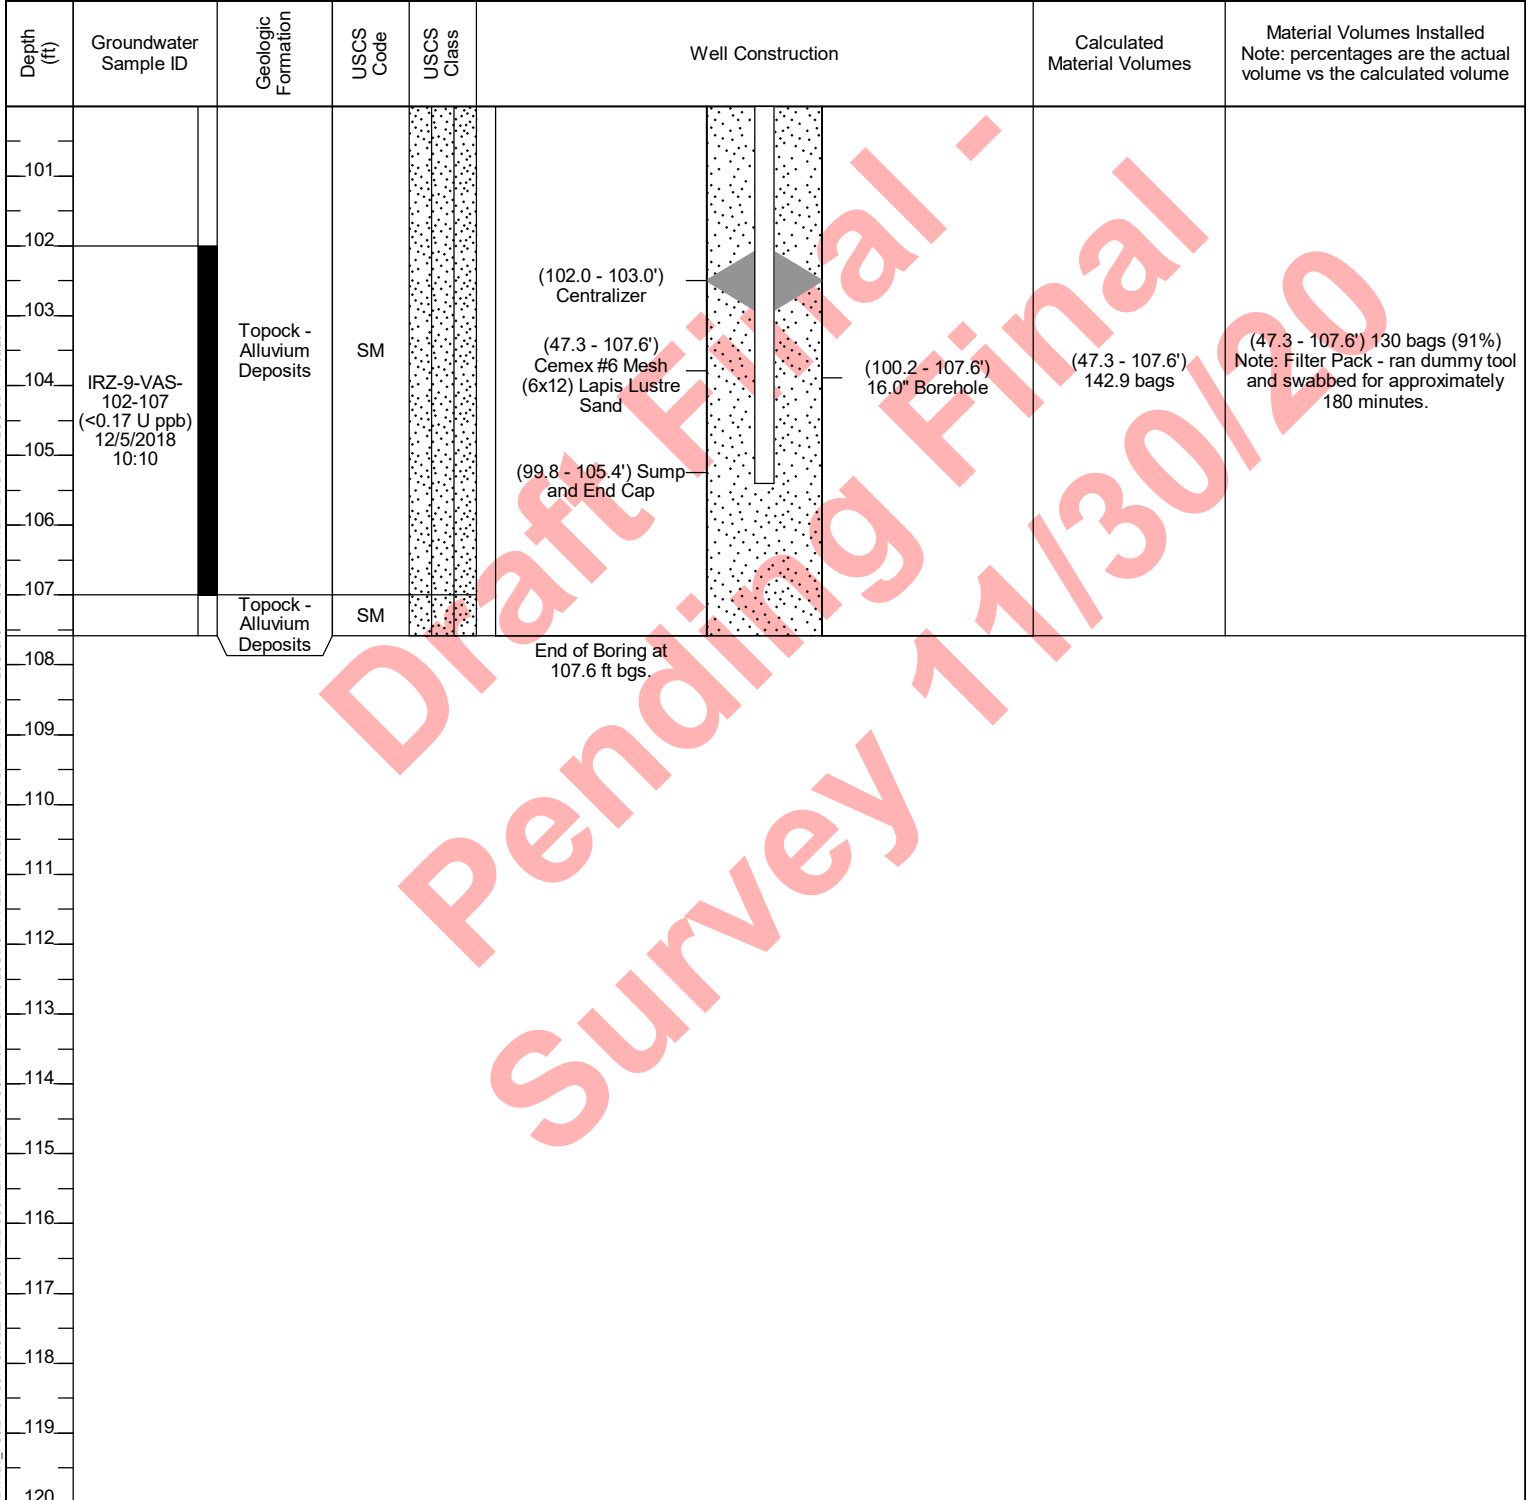 Depth
(ft)
Groundwater
Sample ID
Geologic
Formation
USCS
Code
USCS
Class
Well Construction
Calculated
Material Volumes
Material Volumes Installed
Note: percentages are the actual
volume vs the calculated volume
101
102
103
104
105
106
107
108
109
110
111
112
113
114
115
116
117
118
119
120
IRZ-9-VAS-
102-107
(<0.17 U ppb)
12/5/2018
10:10
Topock -
Alluvium
Deposits
SM
Topock -
Alluvium
Deposits
SM
(102.0 - 103.0')
Centralizer
(47.3 - 107.6')
Cemex #6 Mesh
(6x12) Lapis Lustre
Sand
(99.8 - 105.4') Sump
and End Cap
(100.2 - 107.6')
16.0" Borehole
End of Boring at
107.6 ft bgs.
(47.3 - 107.6')
142.9 bags
(47.3 - 107.6') 130 bags (91%)
Note: Filter Pack - ran dummy tool
and swabbed for approximately
180 minutes.
Draft Final -
Pending Final
Survey 11/30/20